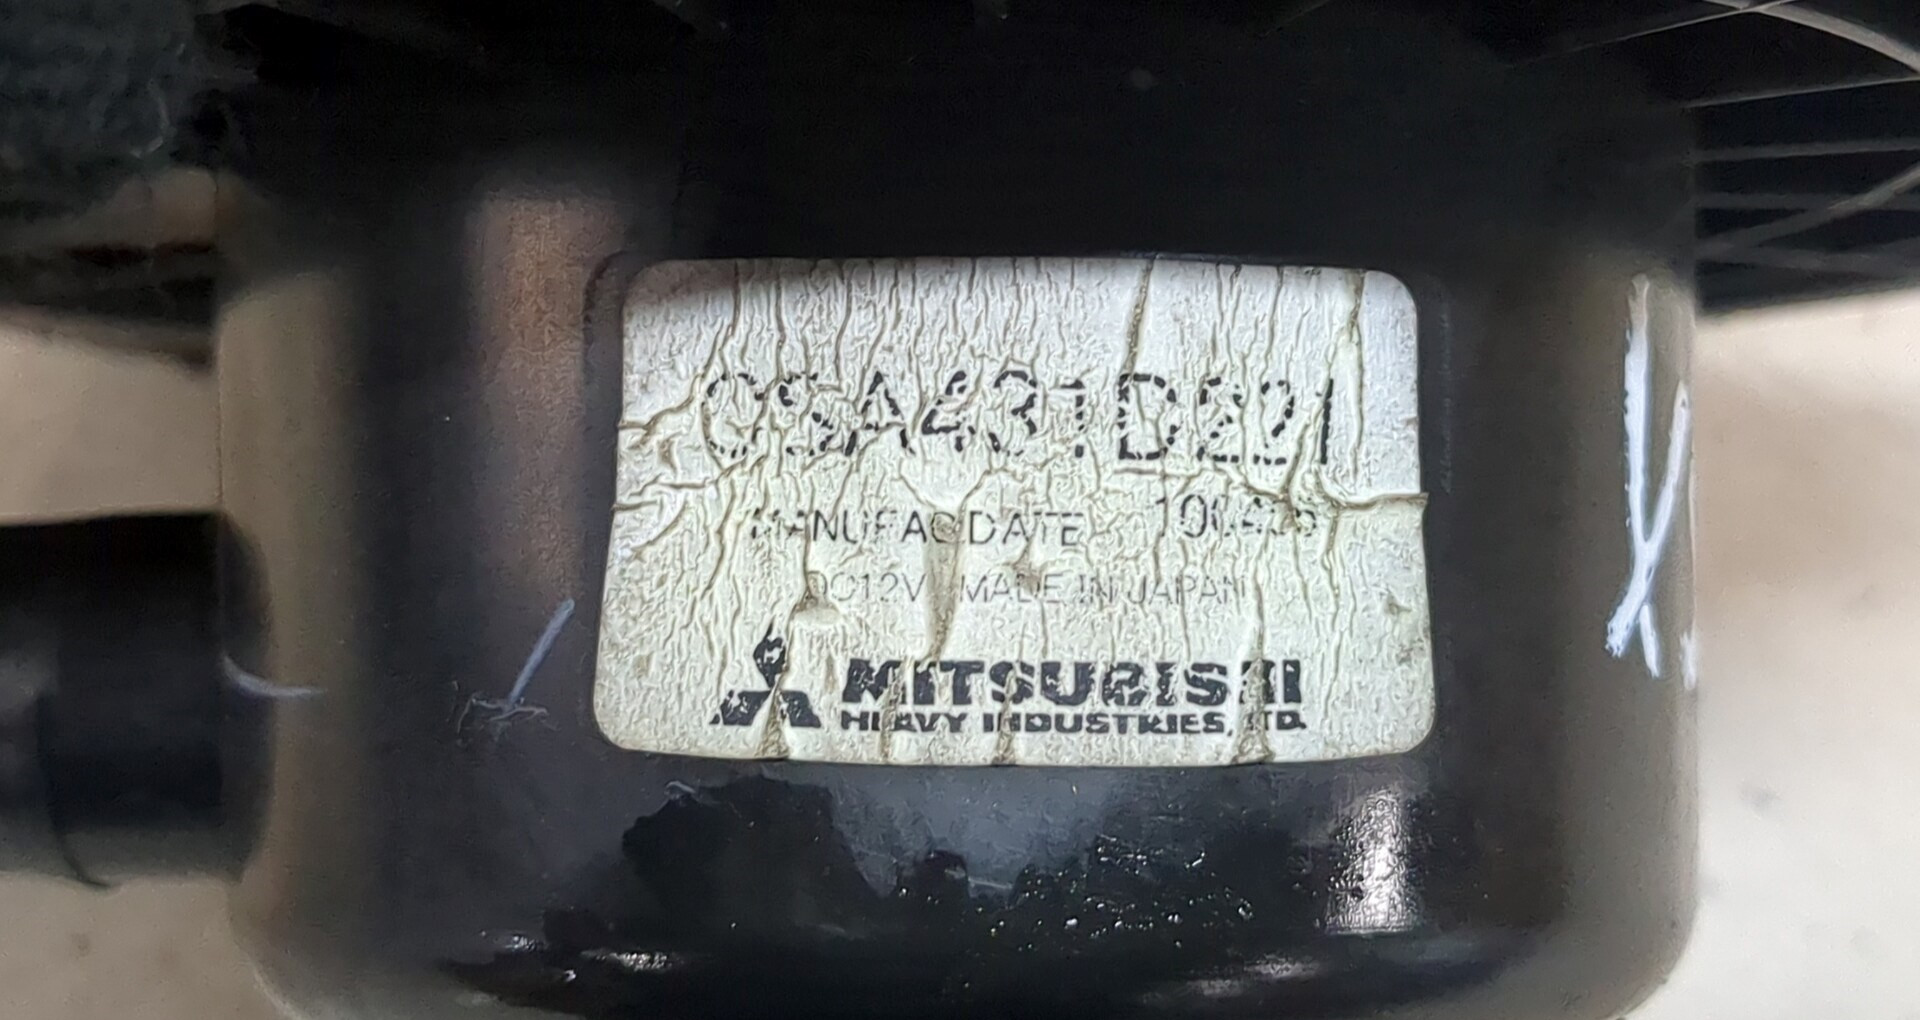 CSA431D221
MANUFAC DATE
DC12V MADE IN JAPAN
MITSUBISHI
HEAVY INDUSTRIES, LTD.